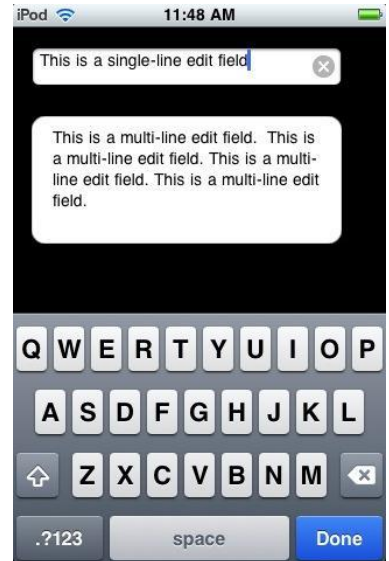 iPod 11:48 AM
This is a single-line edit field
This is a multi-line edit field.  This is
a multi-line edit field. This is a multi-
line edit field. This is a multi-line edit
field.
Q W E R T Y U I O P
A S D F G H J K L
Z X C V B N M
.?123 space Done